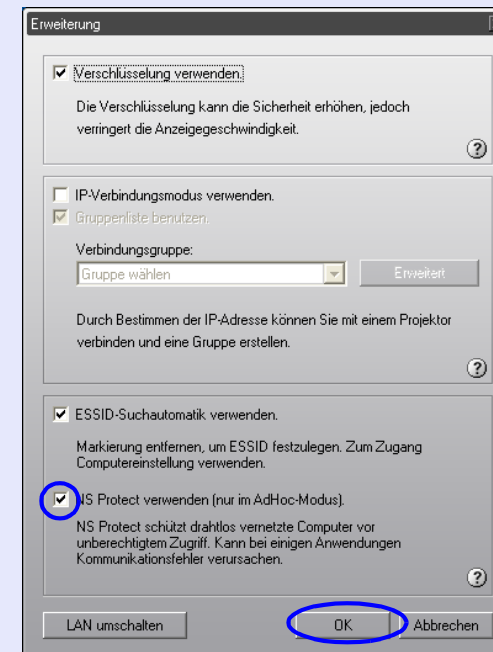 Erweiterung
Verschlüsselung verwenden.
Die Verschlüsselung kann die Sicherheit erhöhen, jedoch
verringert die Anzeigegeschwindigkeit.
?
IP-Verbindungsmodus verwenden.
Gruppenliste benutzen.
Verbindungsgruppe:
Gruppe wählen Erweitert
Durch Bestimmen der IP-Adresse können Sie mit einem Projektor
verbinden und eine Gruppe erstellen.
?
ESSID-Suchautomatik verwenden.
Markierung entfernen, um ESSID festzulegen. Zum Zugang
Computereinstellung verwenden.
NS Protect verwenden (nur im AdHoc-Modus).
NS Protect schützt drahtlos vernetzte Computer vor
unberechtigtem Zugriff. Kann bei einigen Anwendungen
Kommunikationsfehler verursachen.
?
LAN umschalten OK Abbrechen